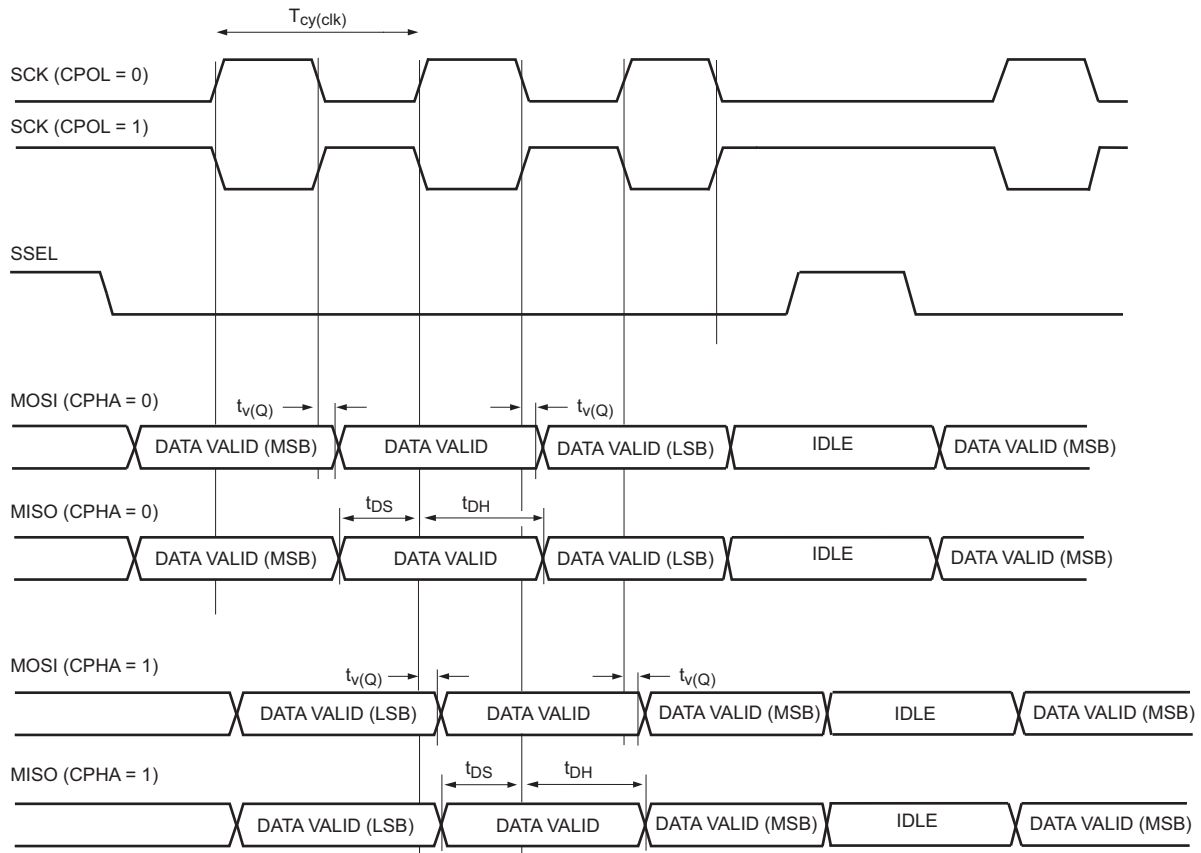 Tcy(clk)
SCK (CPOL = 0)
SCK (CPOL = 1)
SSEL
MOSI (CPHA = 0)
tv(Q) tv(Q)
DATA VALID (MSB) DATA VALID DATA VALID (LSB) IDLE DATA VALID (MSB)
MISO (CPHA = 0)
tDS tDH
DATA VALID (MSB) DATA VALID DATA VALID (LSB) IDLE DATA VALID (MSB)
MOSI (CPHA = 1)
tv(Q) tv(Q)
DATA VALID (LSB) DATA VALID DATA VALID (MSB) IDLE DATA VALID (MSB)
MISO (CPHA = 1)
tDS tDH
DATA VALID (LSB) DATA VALID DATA VALID (MSB) IDLE DATA VALID (MSB)